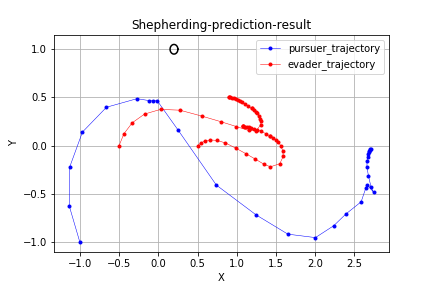 Shepherding-prediction-result
pursuer_trajectory
evader_trajectory
Y
1.0
0.5
0.0
−0.5
−1.0
−1.0 −0.5 0.0 0.5 1.0 1.5 2.0 2.5
X